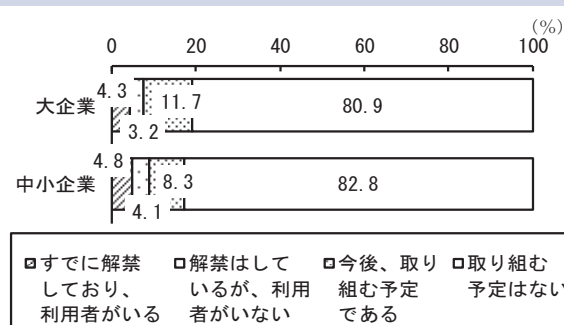 (%)
0 20 40 60 80 100
大企業 4.3 3.2 11.7 80.9
中小企業 4.8 4.1 8.3 82.8
すでに解禁
しており、
利用者がいる
解禁はして
いるが、利用
者がいない
今後、取り
組む予定
である
取り組む
予定はない